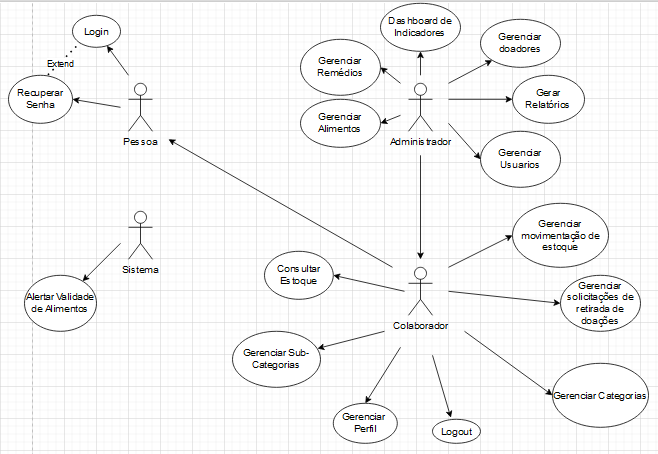 Login
Extend
Recuperar
Senha
Pessoa
Dashboard de
Indicadores
Gerenciar
doadores
Gerenciar
Remédios
Gerar
Relatórios
Gerenciar
Alimentos
Administrador
Gerenciar
Usuarios
Sistema
Alertar Validade
de Alimentos
Gerenciar
movimentação de
estoque
Consultar
Estoque
Gerenciar
solicitações de
retirada de
doações
Colaborador
Gerenciar Sub-
Categorias
Gerenciar Categorias
Gerenciar
Perfil
Logout